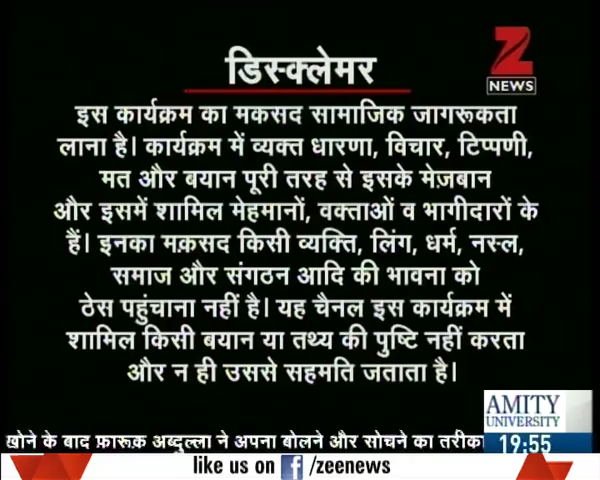 डिस्क्लेमर
Z
NEWS
इस कार्यक्रम का मकसद सामाजिक जागरूकता
लाना है। कार्यक्रम में व्यक्त धारणा, विचार, टिप्पणी,
मत और बयान पूरी तरह से इसके मेज़बान
और इसमें शामिल मेहमानों, वक्ताओं व भागीदारों के
हैं। इनका मक़सद किसी व्यक्ति, लिंग, धर्म, नस्ल,
समाज और संगठन आदि की भावना को
ठेस पहुंचाना नहीं है। यह चैनल इस कार्यक्रम में
शामिल किसी बयान या तथ्य की पुष्टि नहीं करता
और न ही उससे सहमति जताता है।
AMITY
UNIVERSITY
खोने के बाद फ़ारूक़ अब्दुल्ला ने अपना बोलने और सोचने का तरीका
19:55
like us on f/zeenews